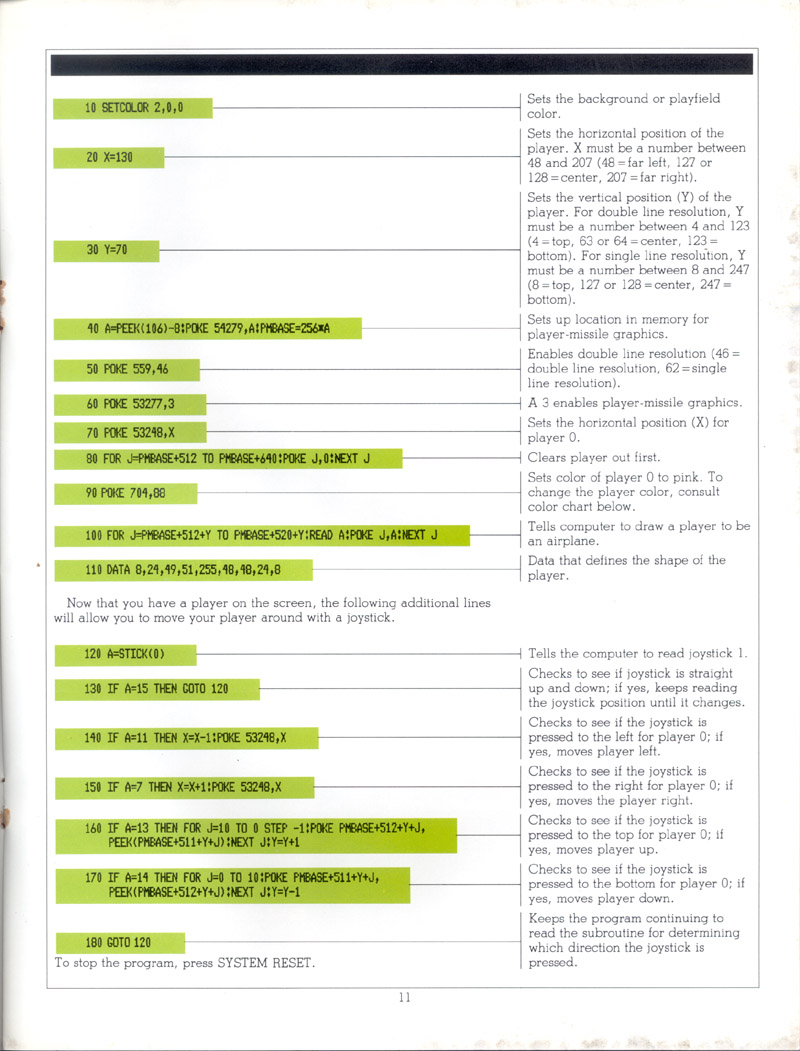 10 SETCOLOR 2,0,0
Sets the background or playfield
color.
20 X=130
Sets the horizontal position of the
player. X must be a number between
48 and 207 (48=far left, 127 or
128=center, 207=far right).
30 Y=70
Sets the vertical position (Y) of the
player. For double line resolution, Y
must be a number between 4 and 123
(4=top, 63 or 64=center, 123=
bottom). For single line resolution, Y
must be a number between 8 and 247
(8=top, 127 or 128=center, 247=
bottom).
40 A=PEEK(106)-8:POKE 54279,A:PMBASE=256*A
Sets up location in memory for
player-missile graphics.
50 POKE 559,46
Enables double line resolution (46=
double line resolution, 62=single
line resolution).
60 POKE 53277,3
A 3 enables player-missile graphics.
70 POKE 53248,X
Sets the horizontal position (X) for
player 0.
80 FOR J=PMBASE+512 TO PMBASE+640:POKE J,0:NEXT J
Clears player out first.
90 POKE 704,88
Sets color of player 0 to pink. To
change the player color, consult
color chart below.
100 FOR J=PMBASE+512+Y TO PMBASE+520+Y:READ A:POKE J,A:NEXT J
Tells computer to draw a player to be
an airplane.
110 DATA 8,24,49,51,255,48,48,24,8
Data that defines the shape of the
player.
Now that you have a player on the screen, the following additional lines
will allow you to move your player around with a joystick.
120 A=STICK(0)
Tells the computer to read joystick 1.
130 IF A=15 THEN GOTO 120
Checks to see if joystick is straight
up and down; if yes, keeps reading
the joystick position until it changes.
140 IF A=11 THEN X=X-1:POKE 53248,X
Checks to see if the joystick is
pressed to the left for player 0; if
yes, moves player left.
150 IF A=7 THEN X=X+1:POKE 53248,X
Checks to see if the joystick is
pressed to the right for player 0; if
yes, moves the player right.
160 IF A=13 THEN FOR J=10 TO 0 STEP -1:POKE PMBASE+512+Y+J,
PEEK(PMBASE+511+Y+J):NEXT J:Y=Y+1
Checks to see if the joystick is
pressed to the top for player 0; if
yes, moves player up.
170 IF A=14 THEN FOR J=0 TO 10:POKE PMBASE+511+Y+J,
PEEK(PMBASE+512+Y+J):NEXT J:Y=Y-1
Checks to see if the joystick is
pressed to the bottom for player 0; if
yes, moves player down.
180 GOTO 120
Keeps the program continuing to
read the subroutine for determining
which direction the joystick is
pressed.
To stop the program, press SYSTEM RESET.
11